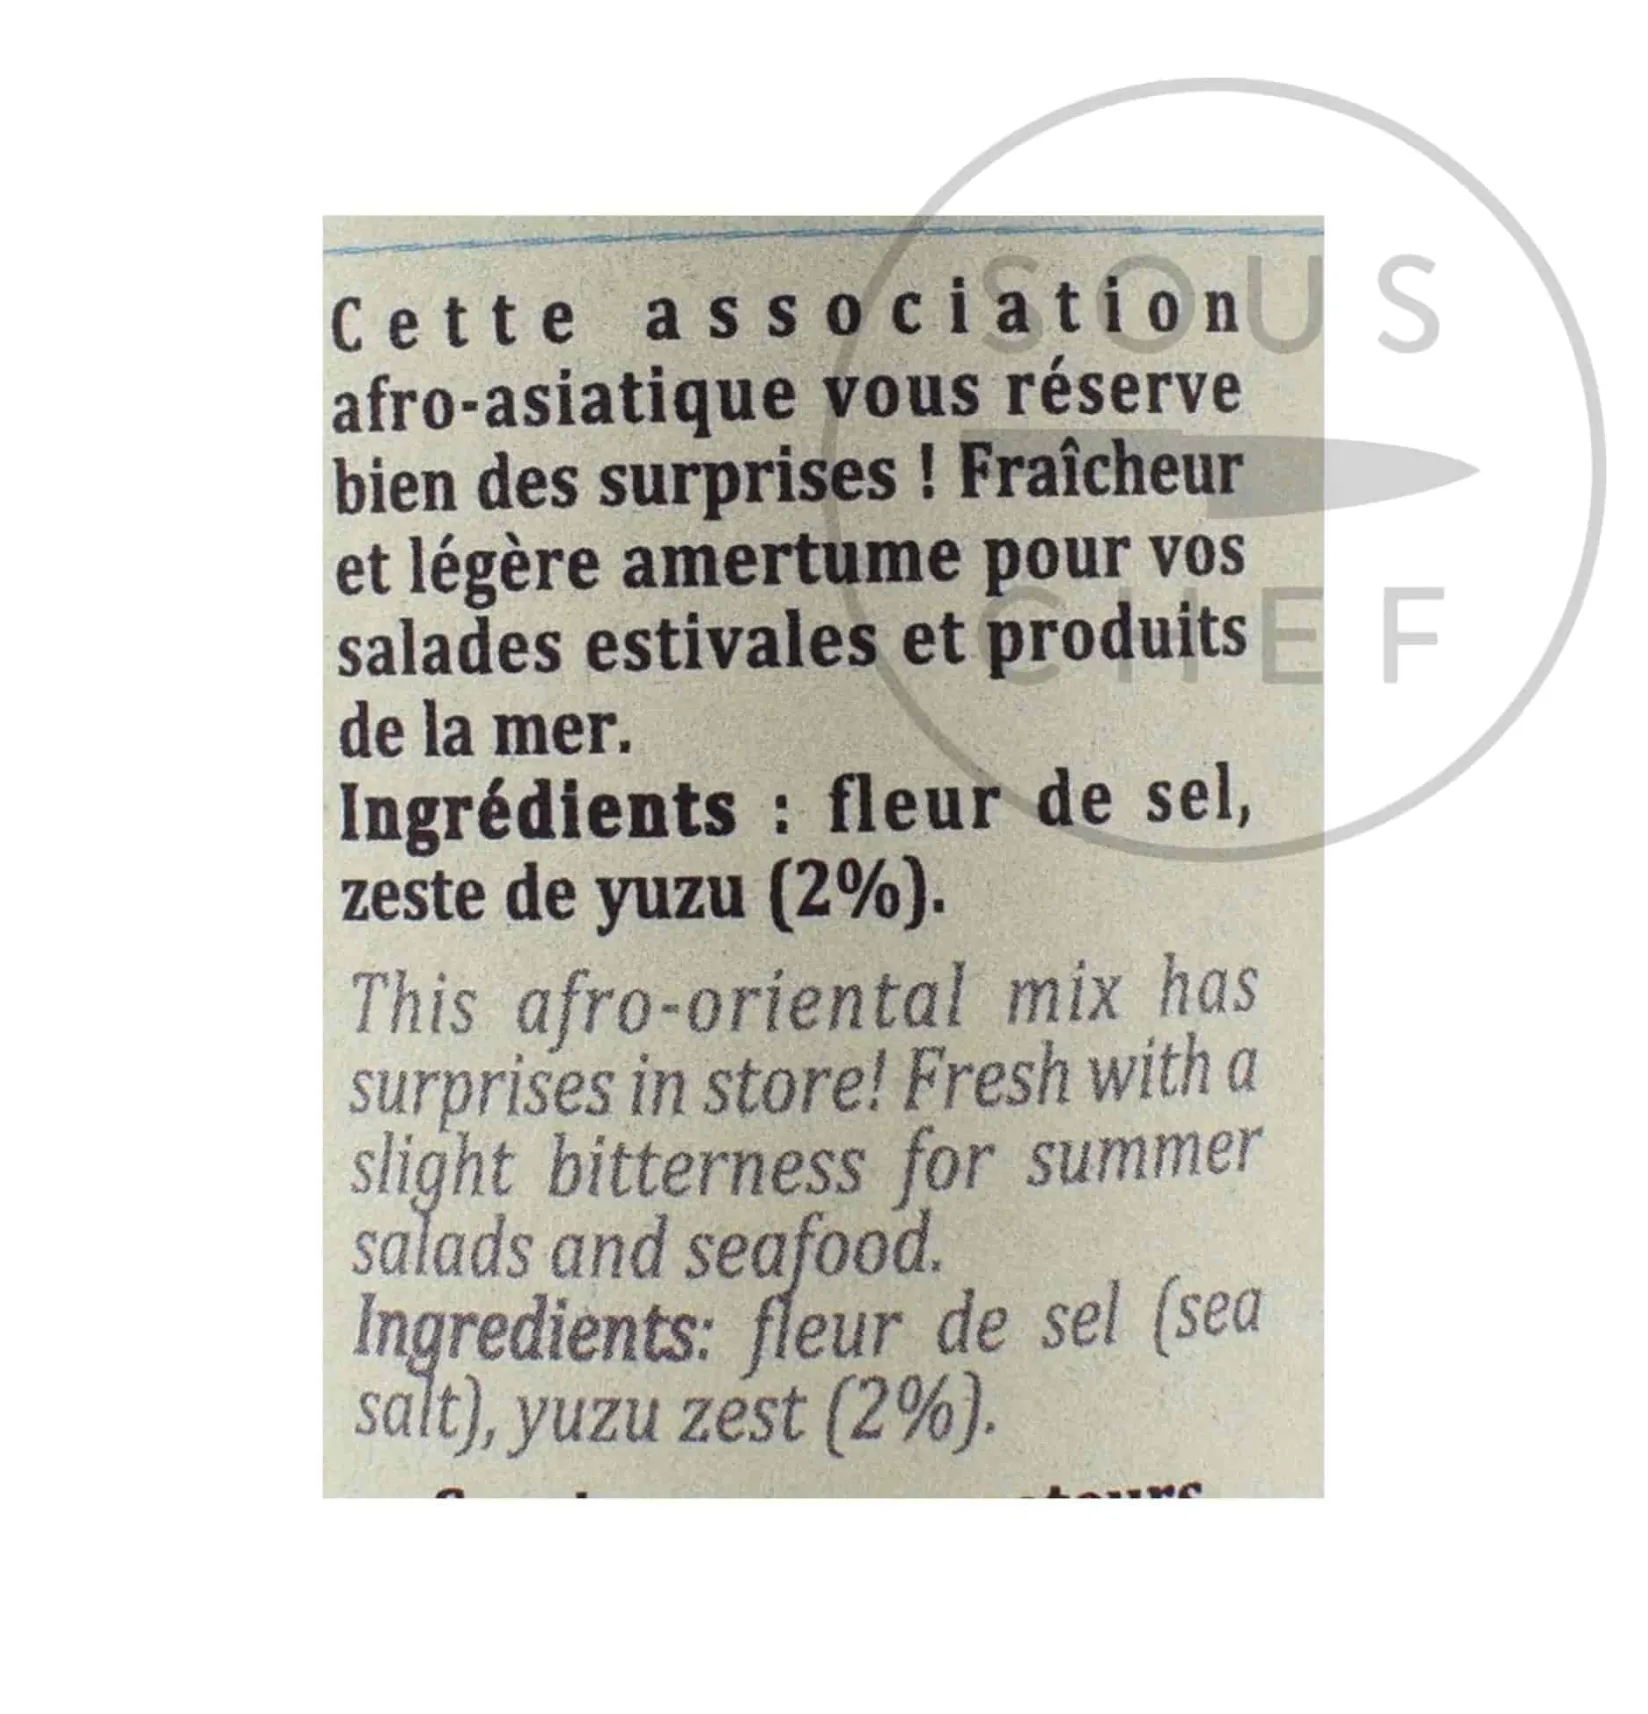 Cette association
afro-asiatique vous réserve
bien des surprises ! Fraîcheur
et légère amertume pour vos
salades estivales et produits
de la mer.
Ingrédients : fleur de sel,
zeste de yuzu (2%).
This afro-oriental mix has
surprises in store! Fresh with a
slight bitterness for summer
salads and seafood.
Ingredients: fleur de sel (sea
salt), yuzu zest (2%).
SOUS
CHEF